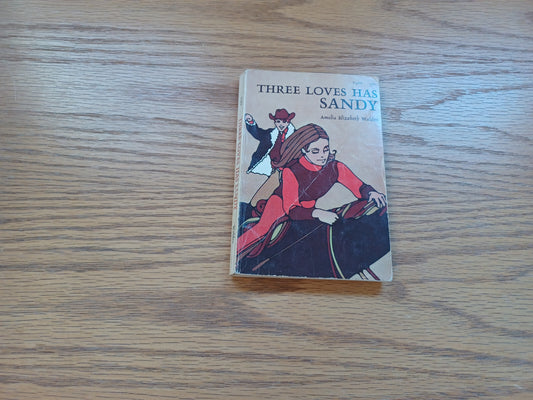 THREE LOVES HAS
SANDY
Amelia Elizabeth Walden